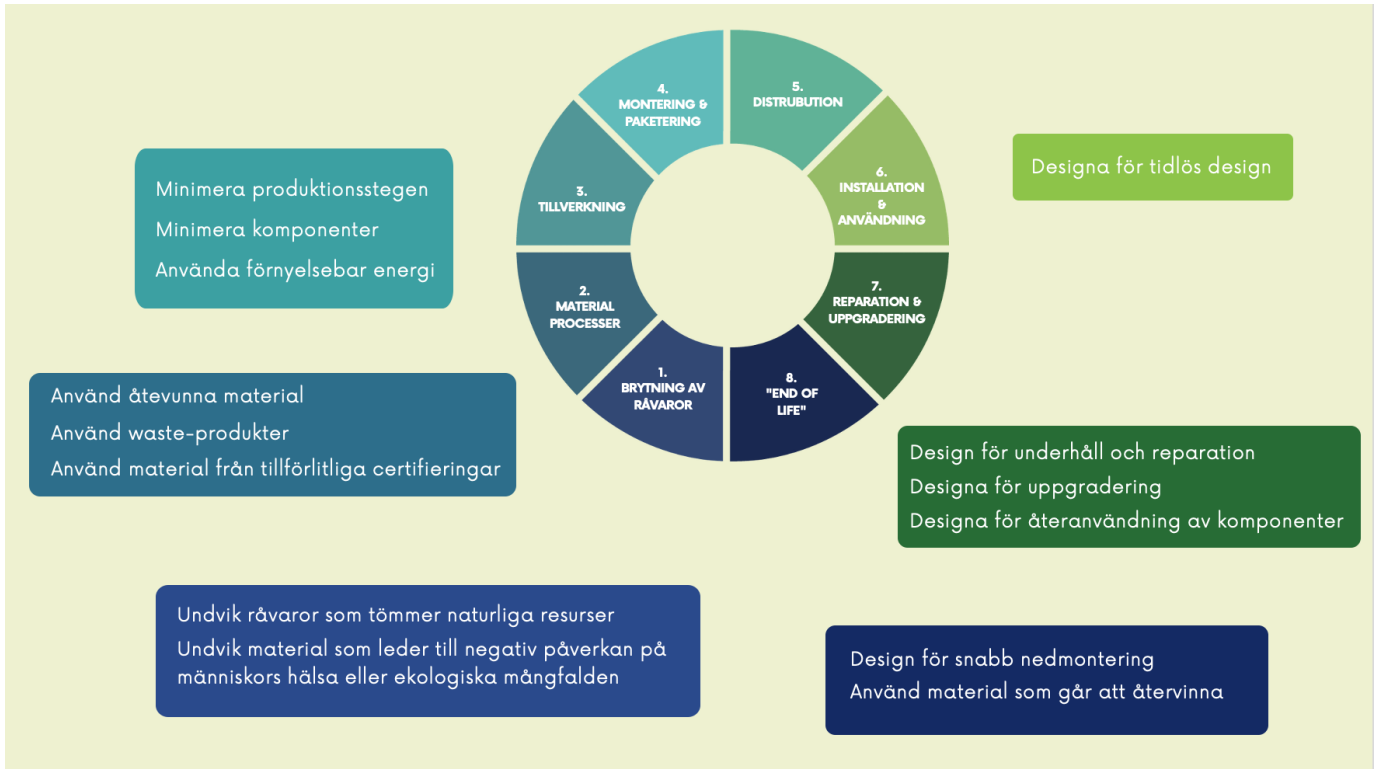 4.
MONTERING &
PAKETERING
5.
DISTRUBUTION
3.
TILLVERKNING
6.
INSTALLATION
&
ANVÄNDNING
2.
MATERIAL
PROCESSER
7.
REPARATION &
UPPGRADERING
1.
BRYTNING AV
RÅVAROR
8.
"END OF
LIFE"
Minimera produktionsstegen
Minimera komponenter
Använda förnyelsebar energi
Designa för tidlös design
Använd åtevunna material
Använd waste-produkter
Använd material från tillförlitliga certifieringar
Design för underhåll och reparation
Designa för uppgradering
Designa för återanvändning av komponenter
Undvik råvaror som tömmer naturliga resurser
Undvik material som leder till negativ påverkan på
människors hälsa eller ekologiska mångfalden
Design för snabb nedmontering
Använd material som går att återvinna